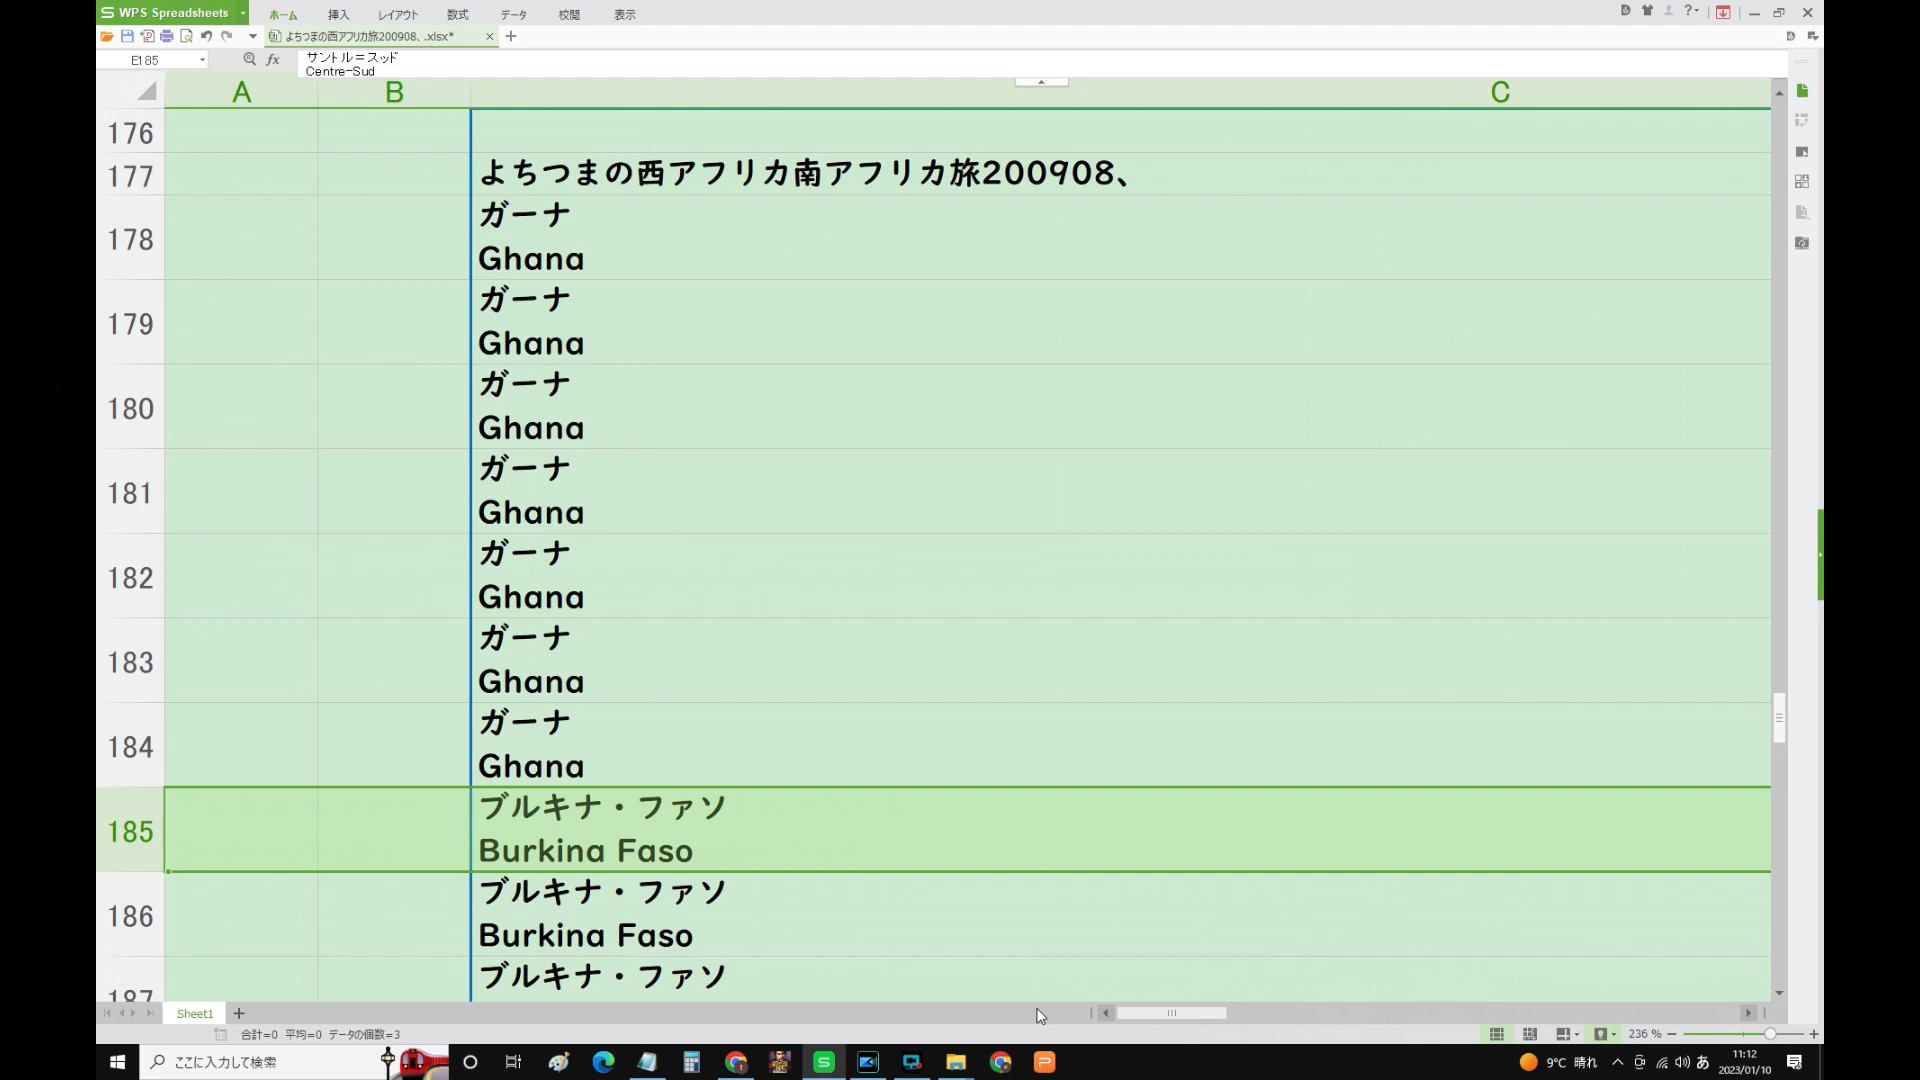 WPS Spreadsheets
ホーム 挿入 レイアウト 数式 データ 校閲 表示
よちつまの西アフリカ旅200908、.xlsx*
E185
fx
サントル＝スッド
Centre-Sud
A B C
176
177 よちつまの西アフリカ南アフリカ旅200908、
178 ガーナ
Ghana
179 ガーナ
Ghana
180 ガーナ
Ghana
181 ガーナ
Ghana
182 ガーナ
Ghana
183 ガーナ
Ghana
184 ガーナ
Ghana
185 ブルキナ・ファソ
Burkina Faso
186 ブルキナ・ファソ
Burkina Faso
187 ブルキナ・ファソ
Sheet1
合計=0 平均=0 データの個数=3
236 %
ここに入力して検索
9°C 晴れ
あ
11:12
2023/01/10